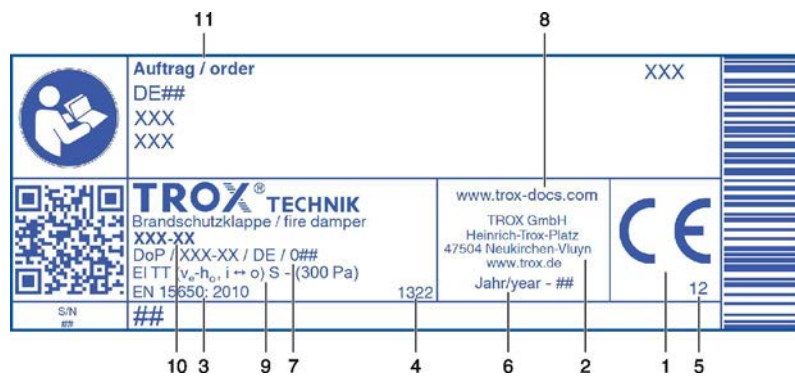 11
8
Auftrag / order
XXX
DE##
XXX
XXX
TROX® TECHNIK
Brandschutzklappe / fire damper
XXX-XX
DoP / XXX-XX / DE / 0##
EI TT (vₑ-hₒ, i ↔ o) S - (300 Pa)
EN 15650: 2010
1322
www.trox-docs.com
TROX GmbH
Heinrich-Trox-Platz
47504 Neukirchen-Vluyn
www.trox.de
Jahr/year - ##
CE
12
S/N
##
##
10 3 9 7 4 6 2 1 5